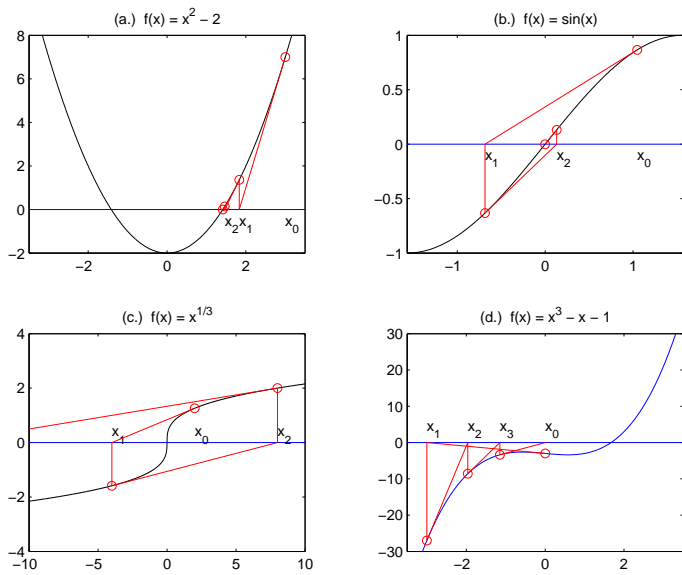 (a.) f(x) = x² − 2
8
6
4
2
0
−2
−2
0
2
x₂ x₁
x₀
(b.) f(x) = sin(x)
1
0.5
0
−0.5
−1
−1
0
1
x₁
x₂
x₀
(c.) f(x) = x^{1/3}
4
2
0
−2
−4
−10
−5
0
5
10
x₁
x₀
x₂
(d.) f(x) = x³ − x − 1
30
20
10
0
−10
−20
−30
−2
0
2
x₁
x₂
x₃
x₀